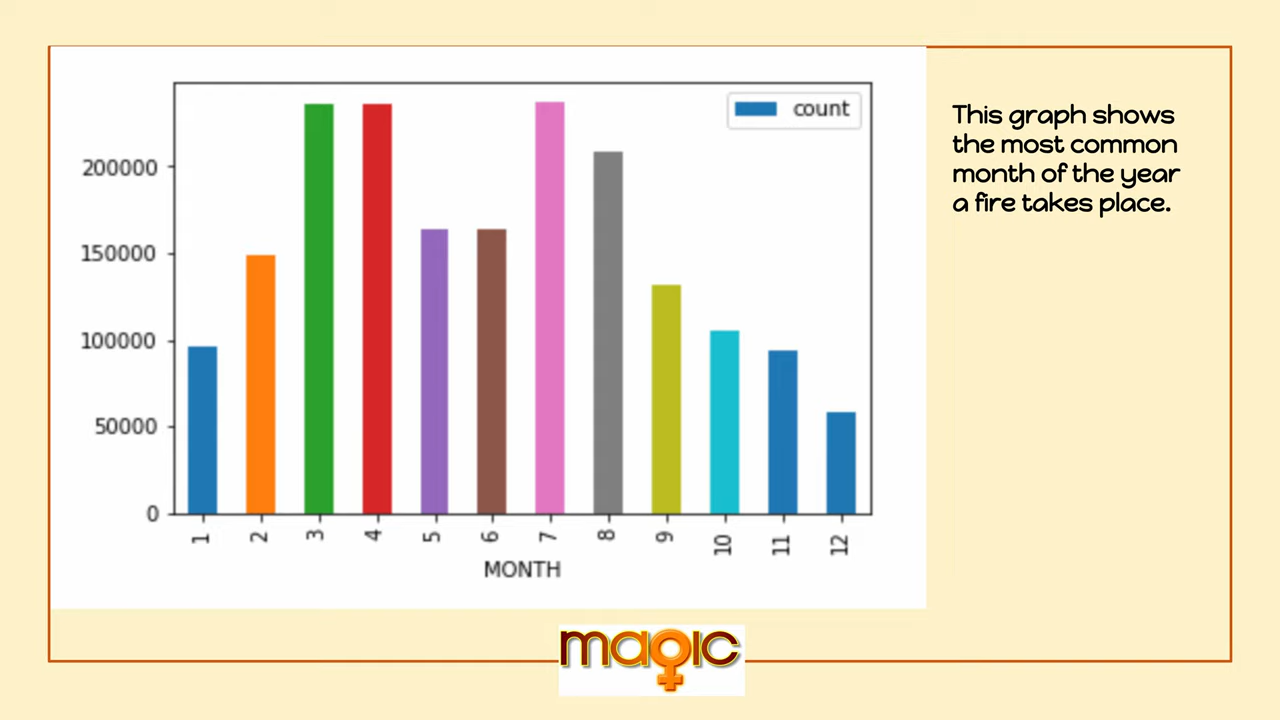 count
200000
150000
100000
50000
0
1 2 3 4 5 6 7 8 9 10 11 12
MONTH
This graph shows
the most common
month of the year
a fire takes place.
magic